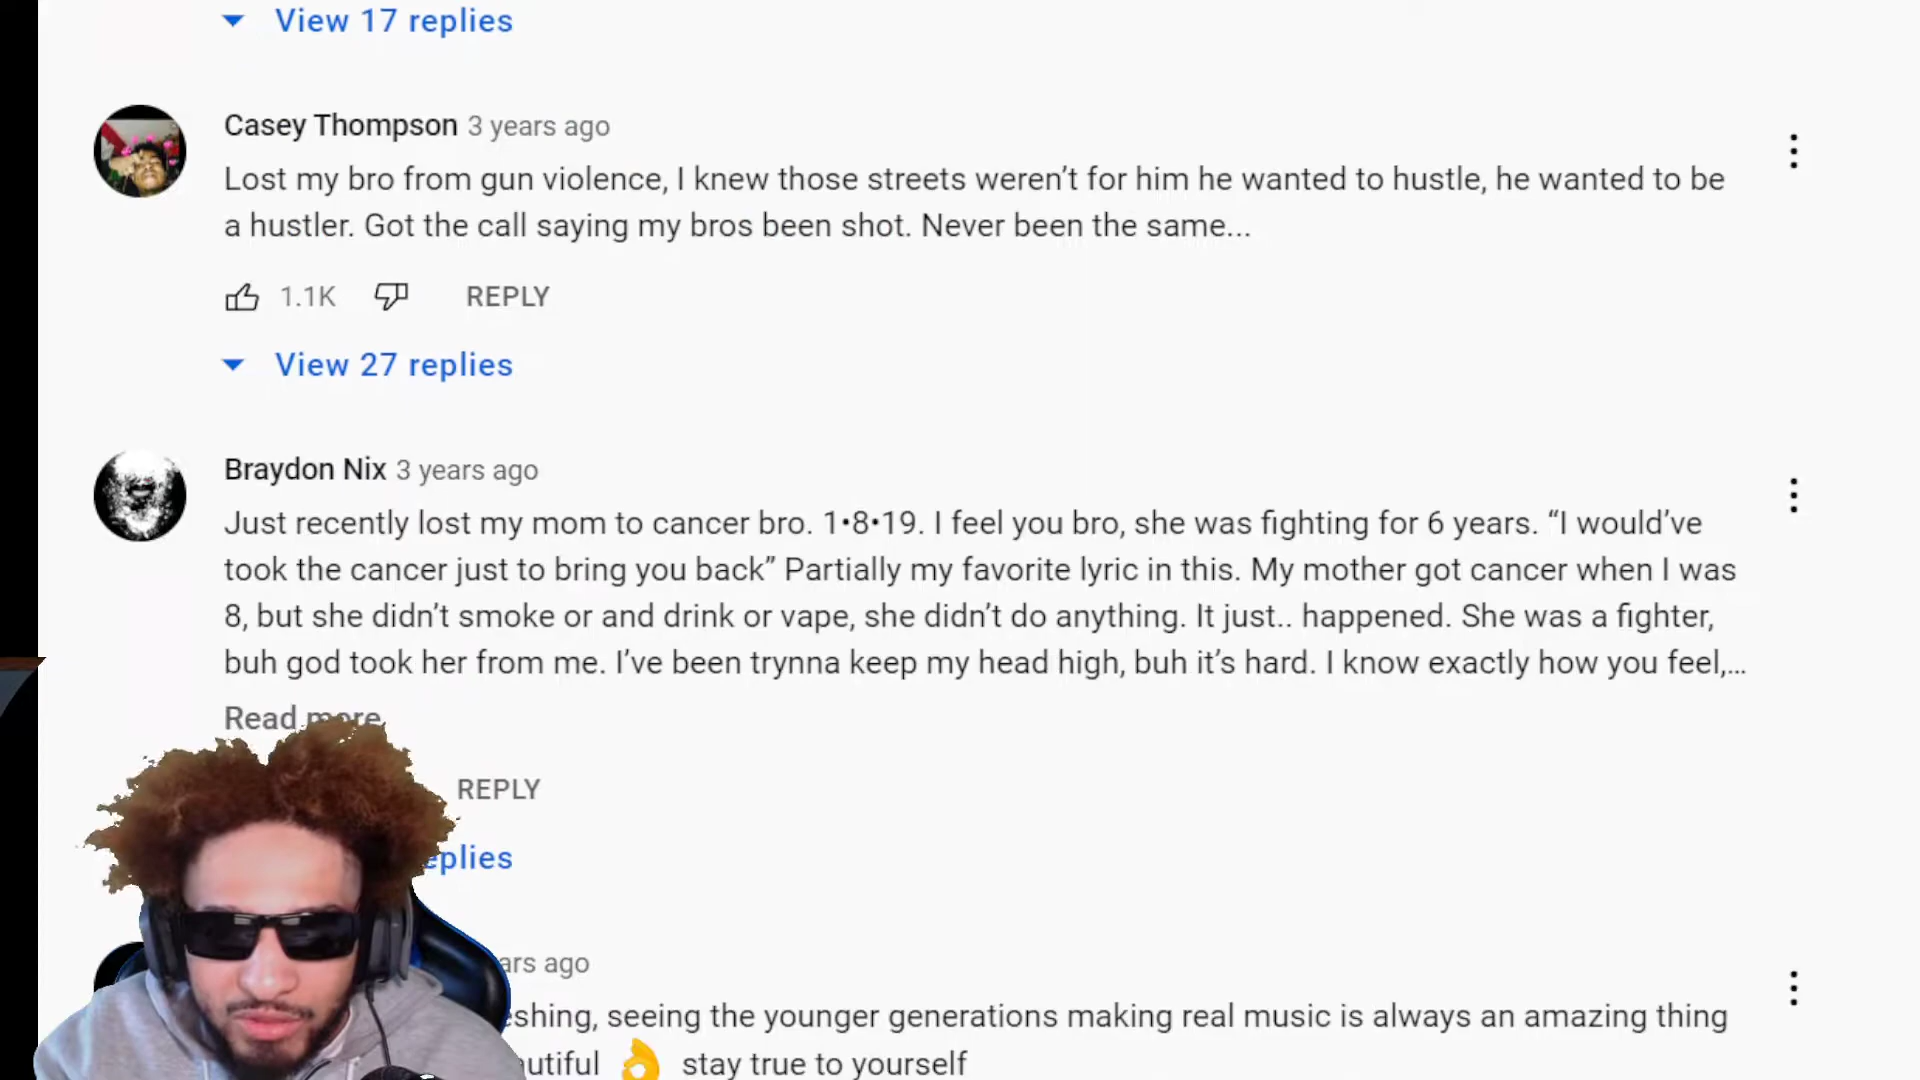 View 17 replies
Casey Thompson 3 years ago
Lost my bro from gun violence, I knew those streets weren’t for him he wanted to hustle, he wanted to be
a hustler. Got the call saying my bros been shot. Never been the same...
1.1K REPLY
View 27 replies
Braydon Nix 3 years ago
Just recently lost my mom to cancer bro. 1•8•19. I feel you bro, she was fighting for 6 years. “I would’ve
took the cancer just to bring you back” Partially my favorite lyric in this. My mother got cancer when I was
8, but she didn’t smoke or and drink or vape, she didn’t do anything. It just.. happened. She was a fighter,
buh god took her from me. I’ve been trynna keep my head high, buh it’s hard. I know exactly how you feel,...
Read more
REPLY
replies
ago
seeing the younger generations making real music is always an amazing thing
👌 stay true to yourself